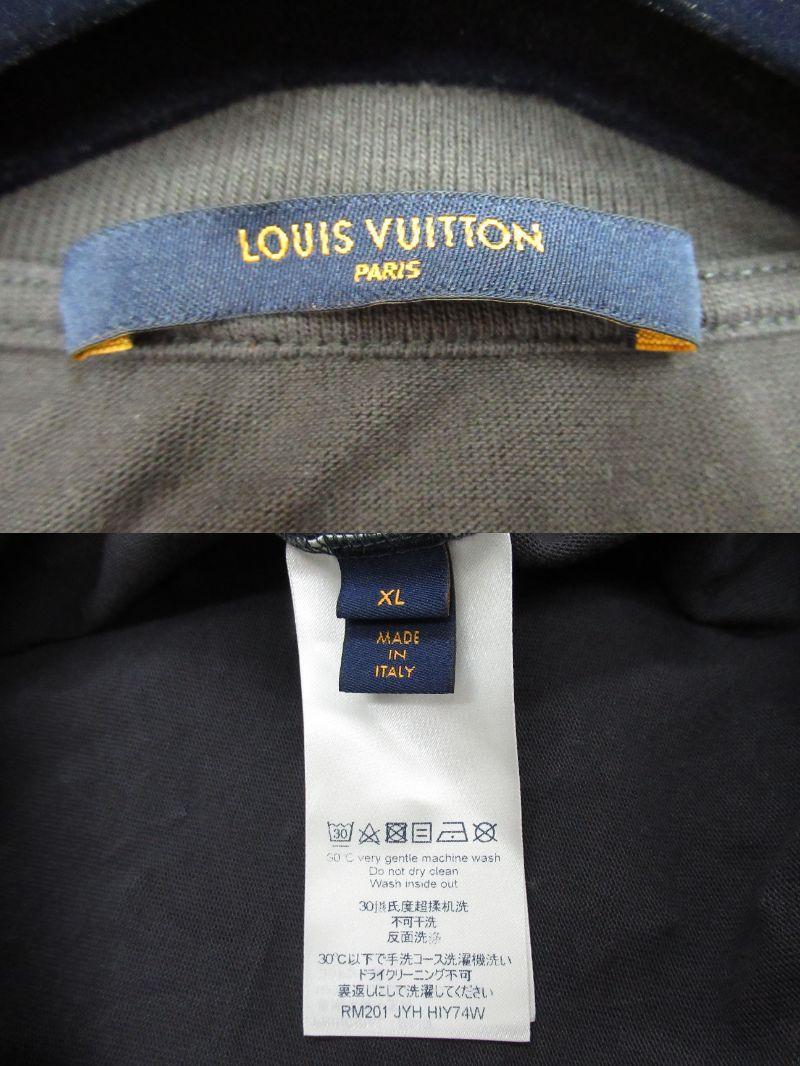 LOUIS VUITTON
PARIS
XL
MADE
IN
ITALY
30
30°C very gentle machine wash
Do not dry clean
Wash inside out
30摄氏度超揉机洗
不可干洗
反面洗涤
30℃以下で手洗コース洗濯機洗い
ドライクリーニング不可
裏返しにして洗濯してください
RM201 JYH HIY74W